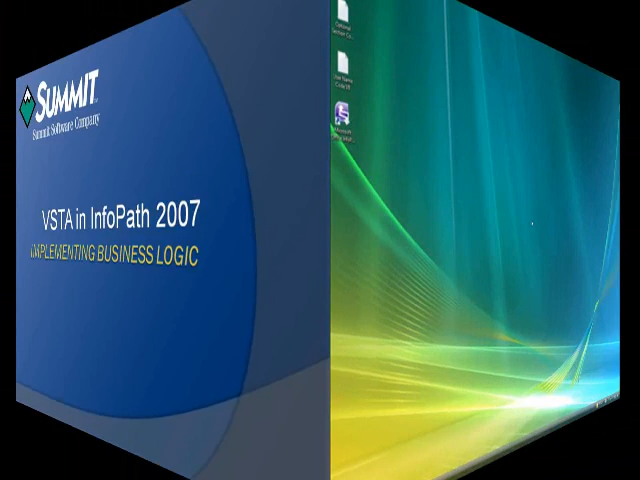 SUMMIT
Summit Software Company
VSTA in InfoPath 2007
IMPLEMENTING BUSINESS LOGIC